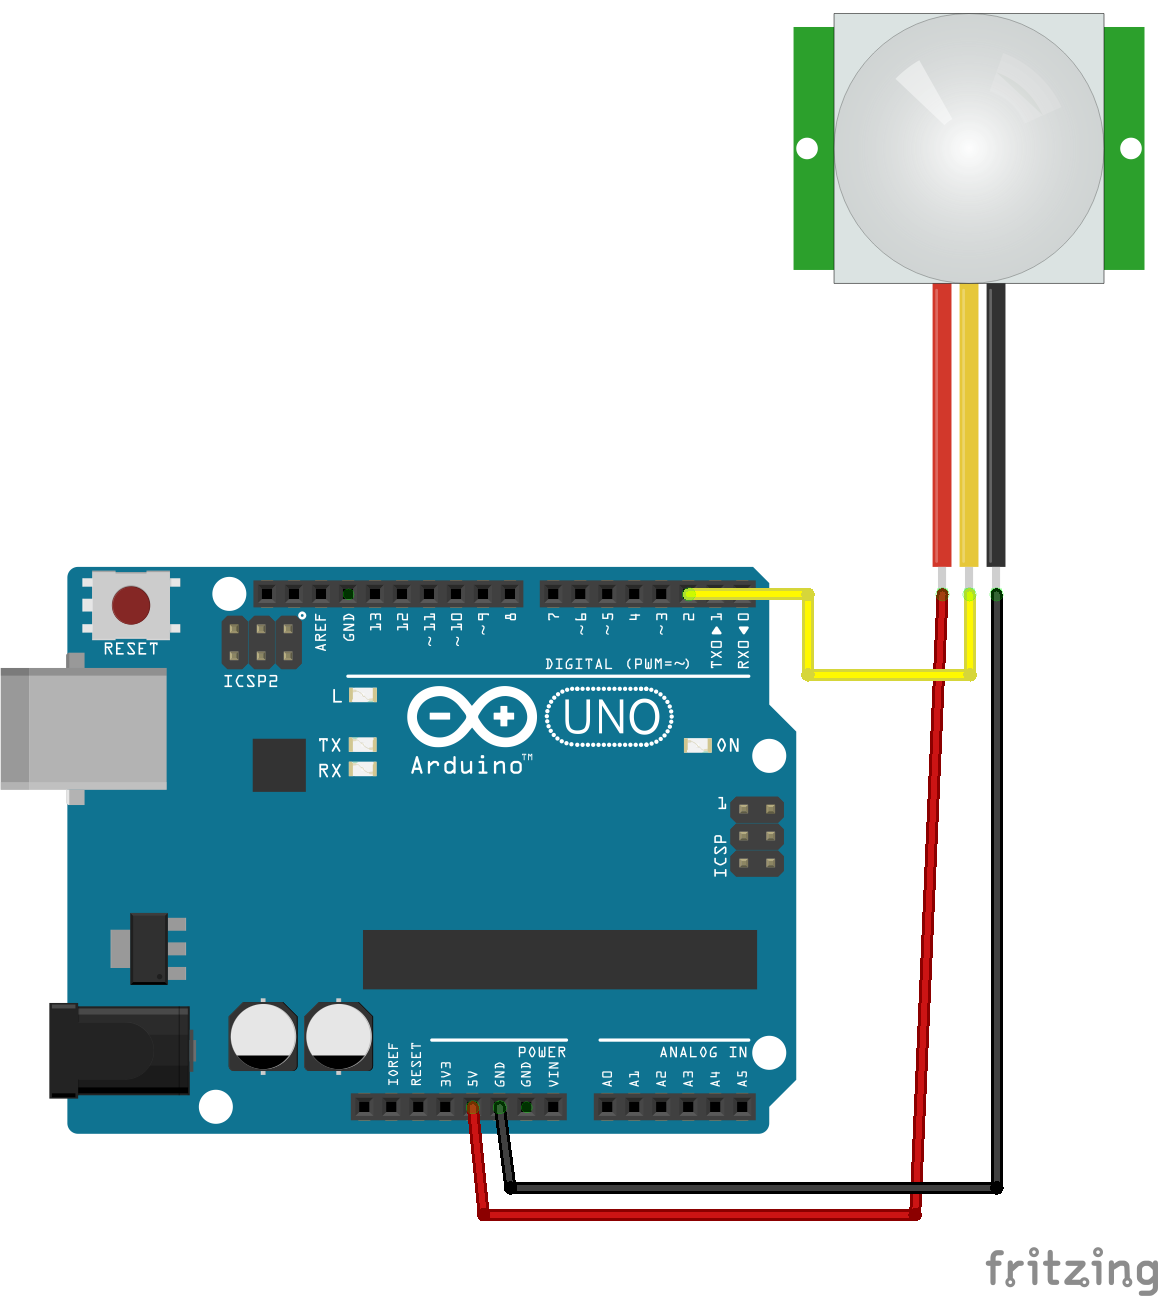 RESET
ICSP2
AREF
GND
13
12
~11
~10
~9
8
7
~6
~5
4
~3
2
TX0▶1
RX0◀0
DIGITAL (PWM=~)
L
TX
RX
Arduino™
UNO
ON
1
ICSP
IOREF
RESET
3V3
5V
GND
GND
VIN
POWER
A0
A1
A2
A3
A4
A5
ANALOG IN
fritzing